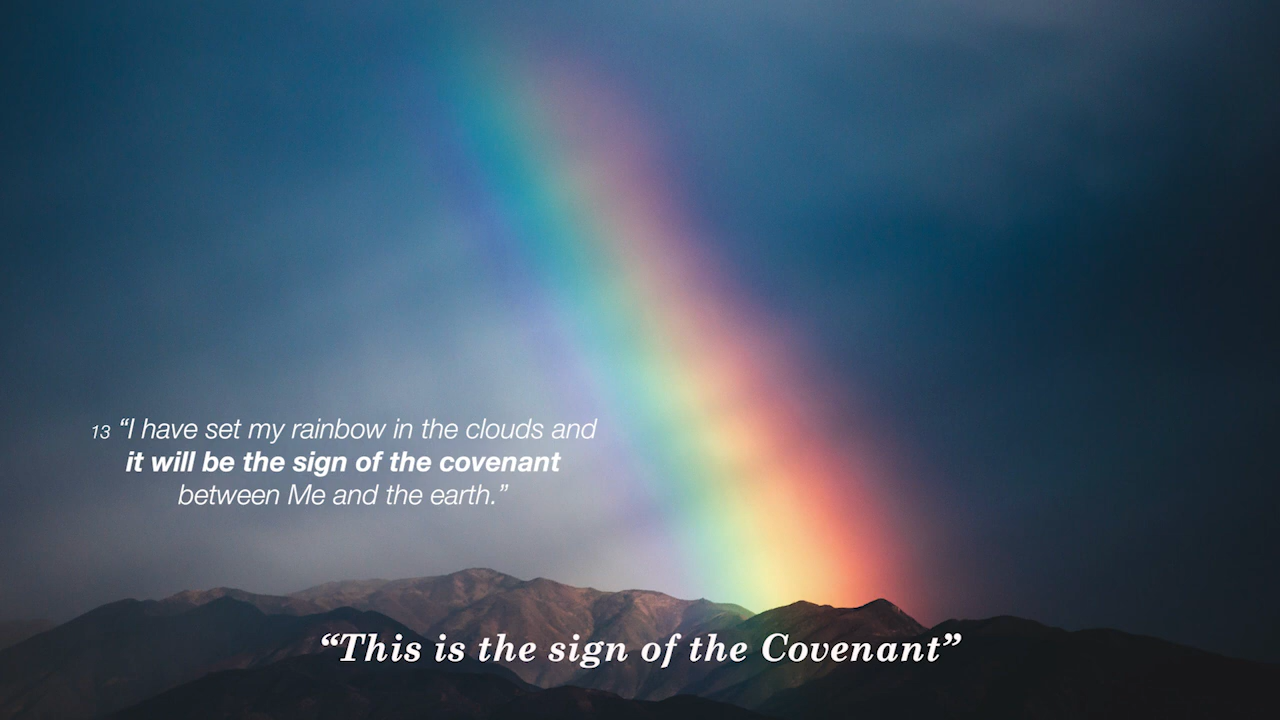 13 “I have set my rainbow in the clouds and
it will be the sign of the covenant
between Me and the earth.”
“This is the sign of the Covenant”